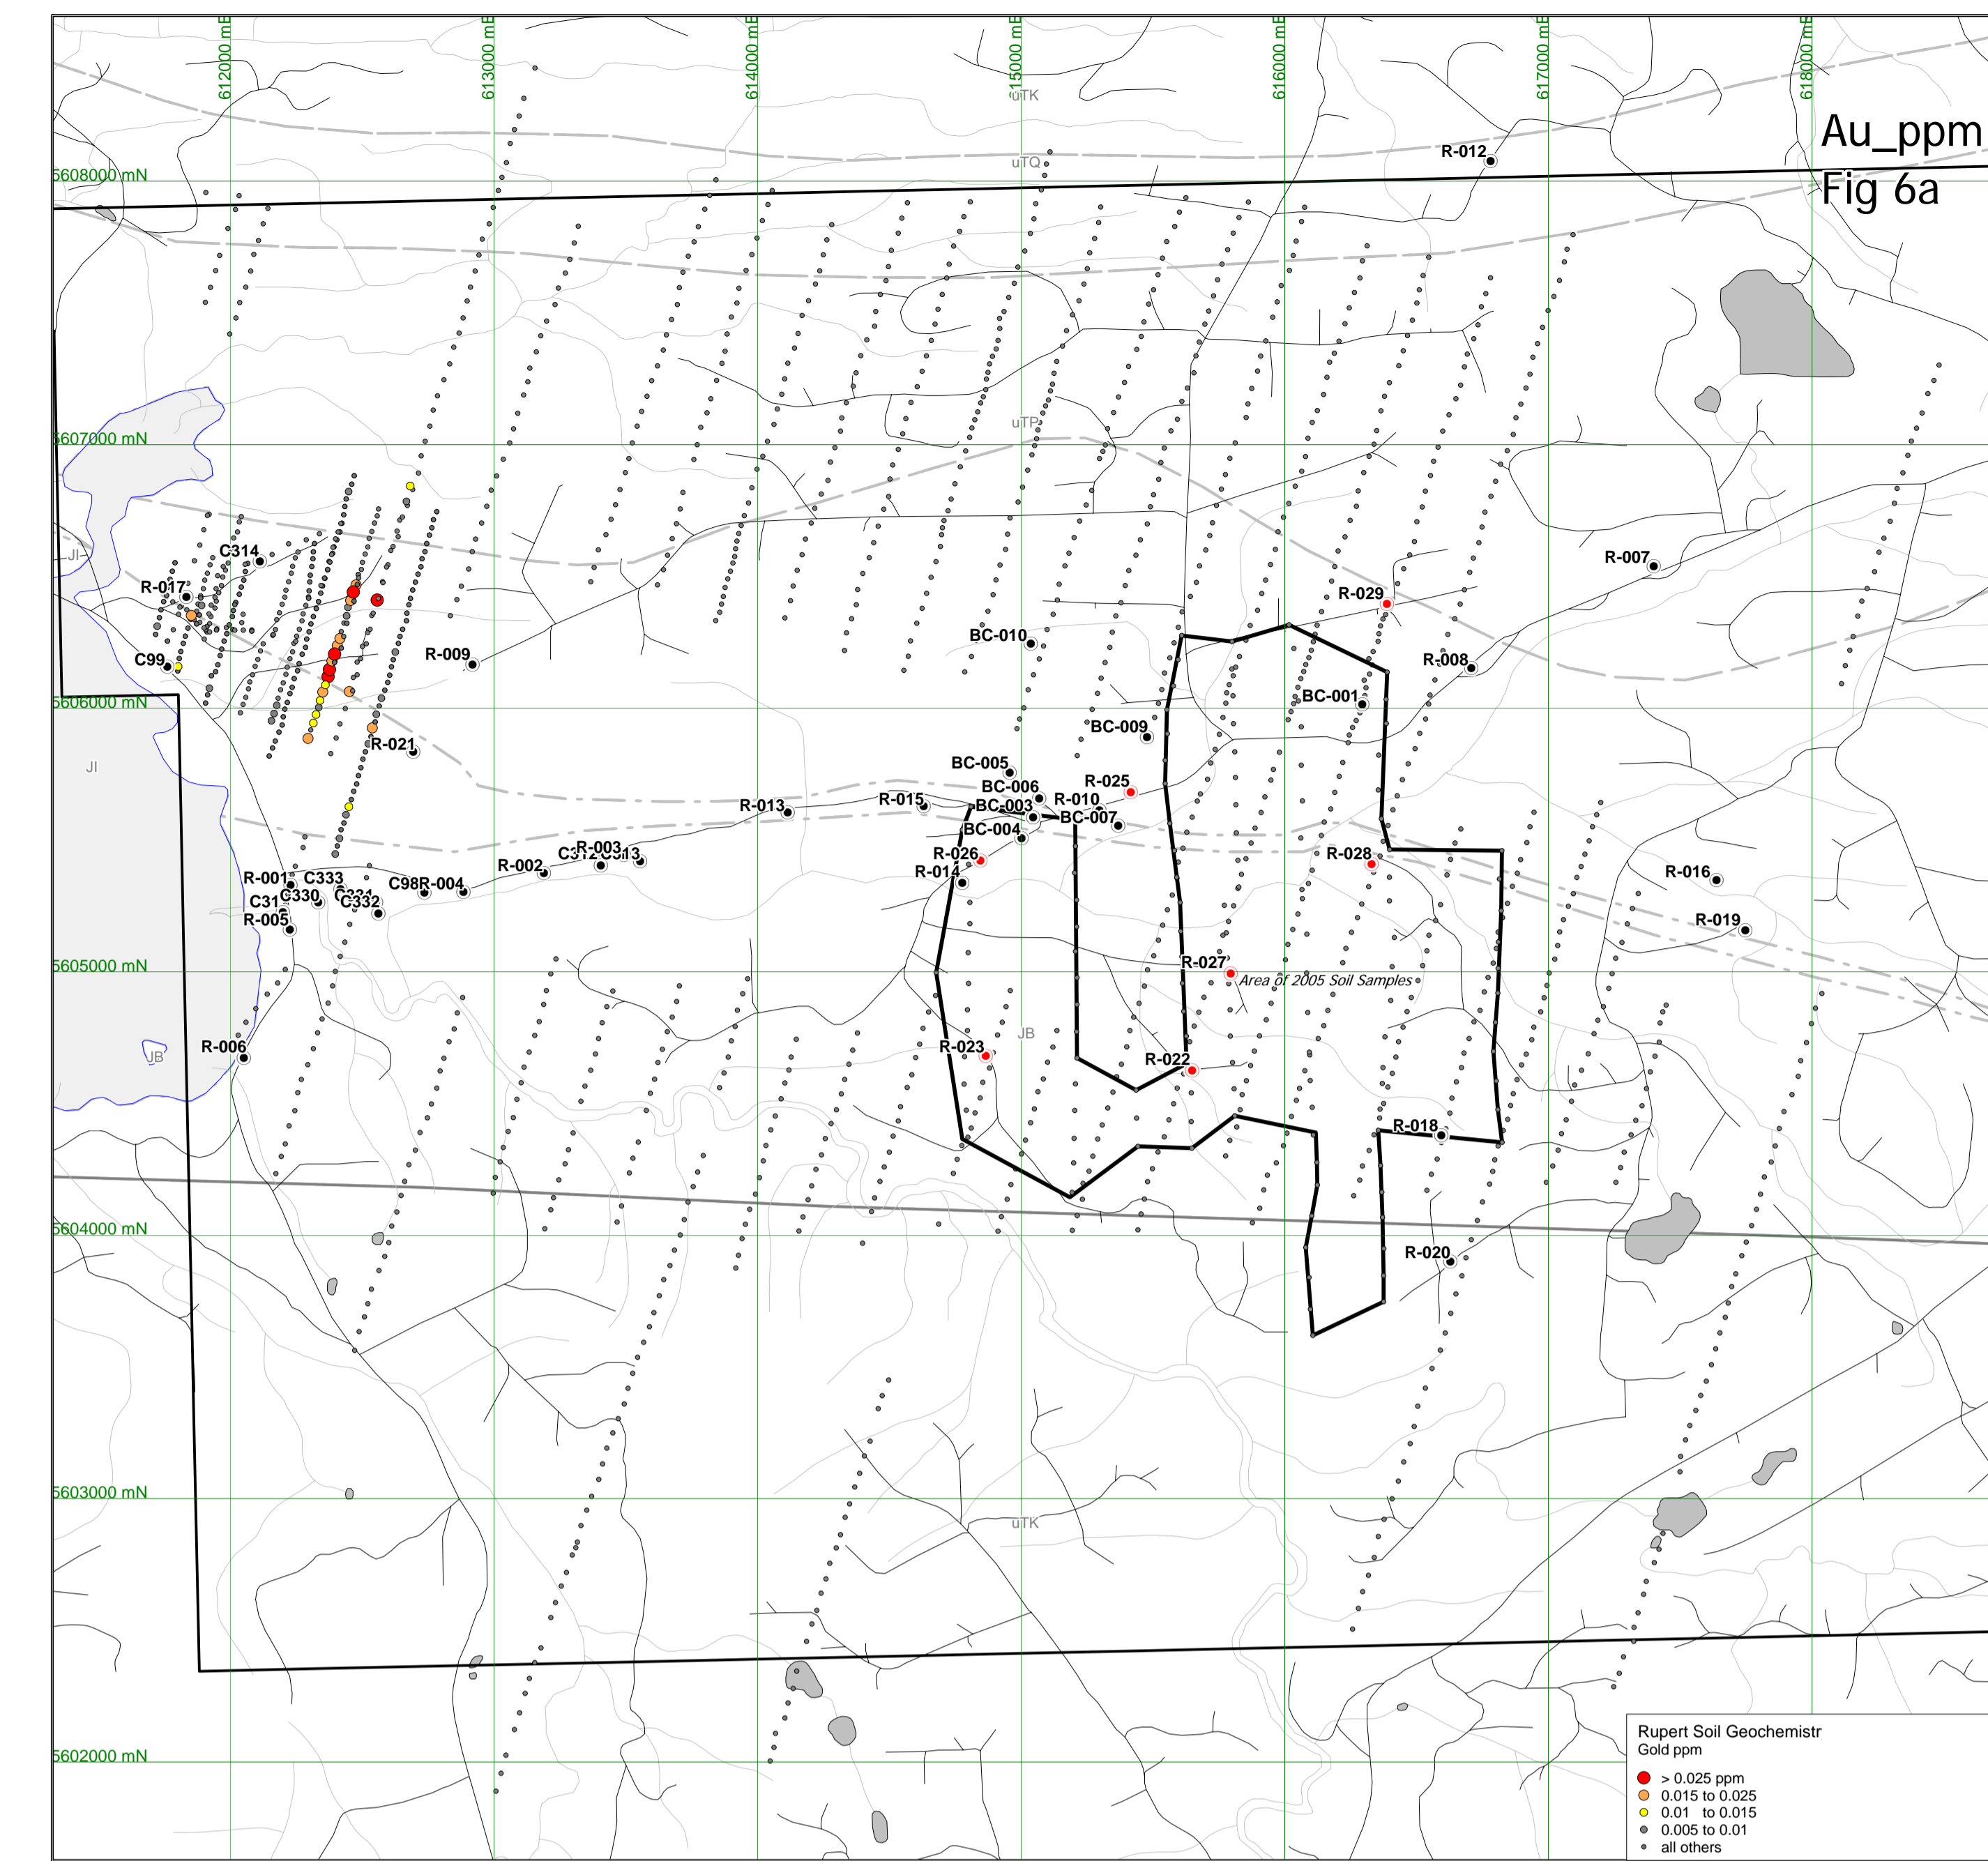 612000 mE
613000 mE
614000 mE
615000 mE
616000 mE
617000 mE
618000 mE
uTK
Au_ppm
R-012
uTQ
5608000 mN
Fig 6a
uTP
5607000 mN
C314
JI
R-007
R-017
R-029
BC-010
C99
R-009
R-008
BC-001
5606000 mN
BC-009
R-021
JI
BC-005
R-025
BC-006
R-013
R-015
BC-003
R-010
BC-007
BC-004
R-003
R-026
R-028
R-002
R-014
R-016
R-001
C333
C98
R-004
C330
C332
R-005
R-019
5605000 mN
R-027
Area of 2005 Soil Samples
JB
R-006
R-023
JB
R-022
R-018
5604000 mN
R-020
5603000 mN
uTK
5602000 mN
Rupert Soil Geochemistr
Gold ppm
> 0.025 ppm
0.015 to 0.025
0.01 to 0.015
0.005 to 0.01
all others